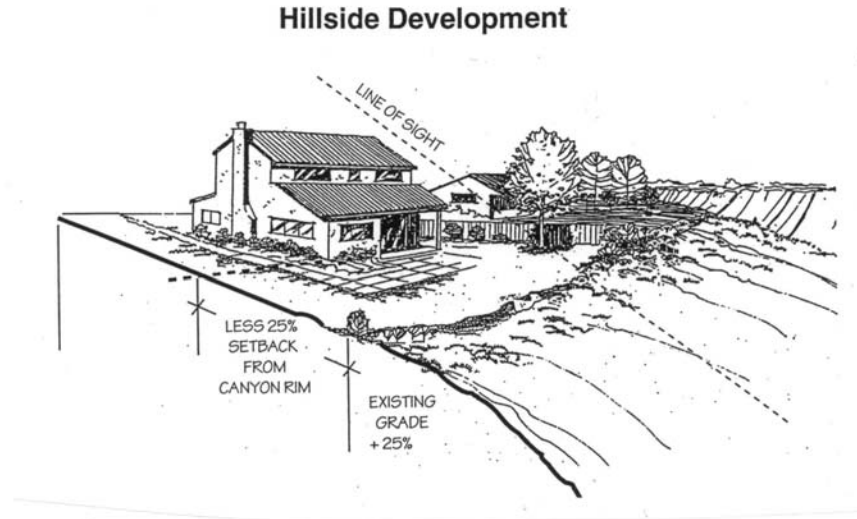 Hillside Development
LINE OF SIGHT
LESS 25%
SETBACK
FROM
CANYON RIM
EXISTING
GRADE
+ 25%